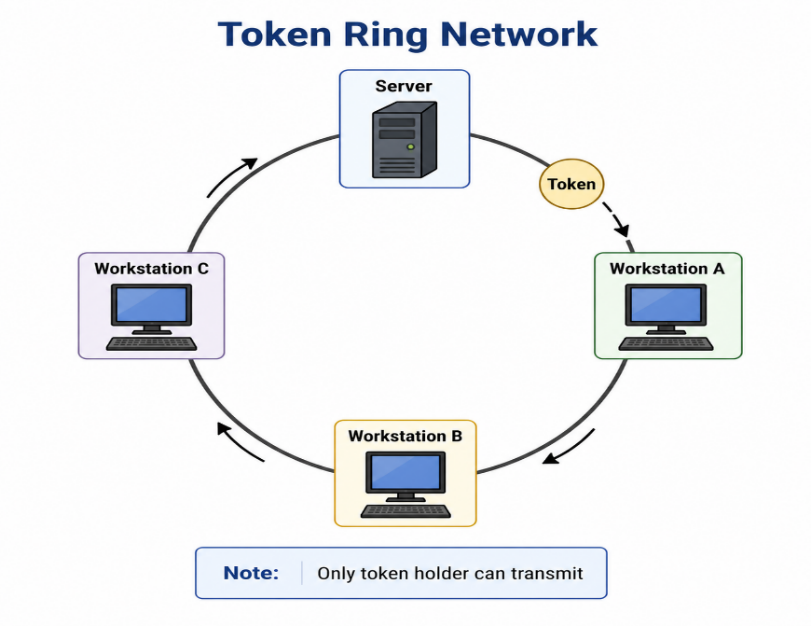 Token Ring Network
Server
Token
Workstation C
Workstation A
Workstation B
Note: Only token holder can transmit